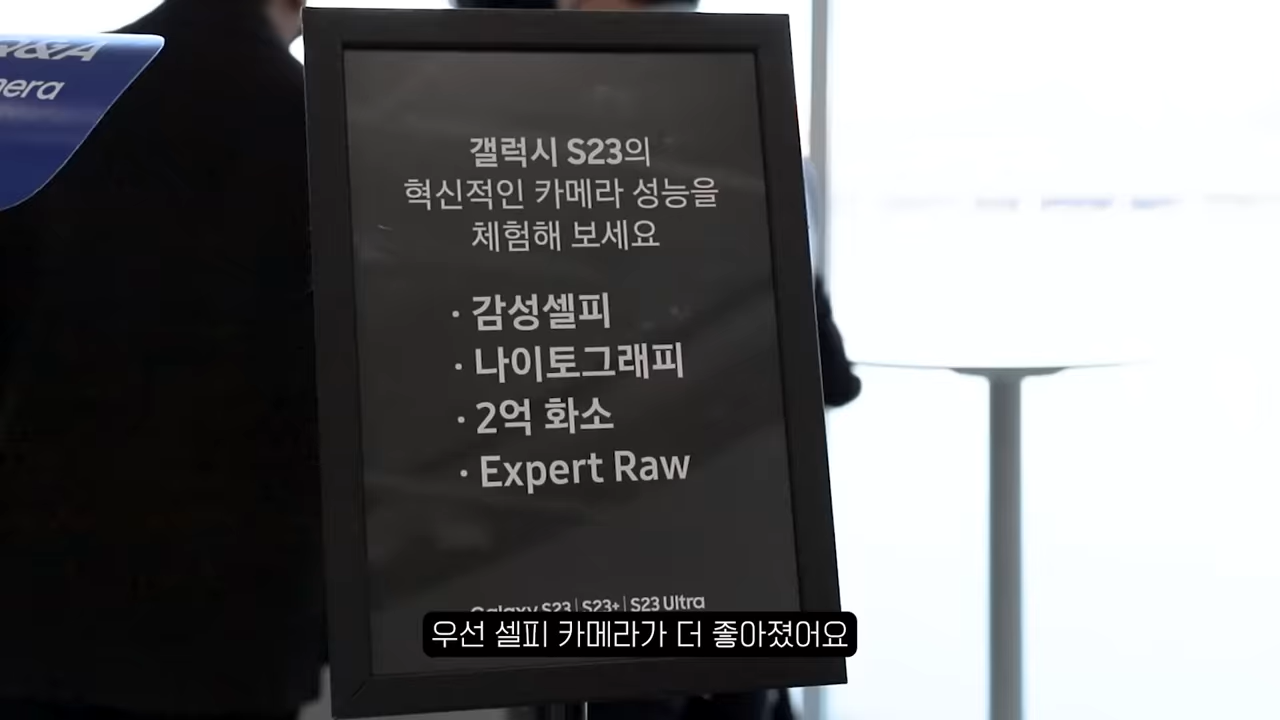 Q&A
갤럭시 S23의
혁신적인 카메라 성능을
체험해 보세요
· 감성셀피
· 나이토그래피
· 2억 화소
· Expert Raw
Galaxy S23 | S23+ | S23 Ultra
우선 셀피 카메라가 더 좋아졌어요